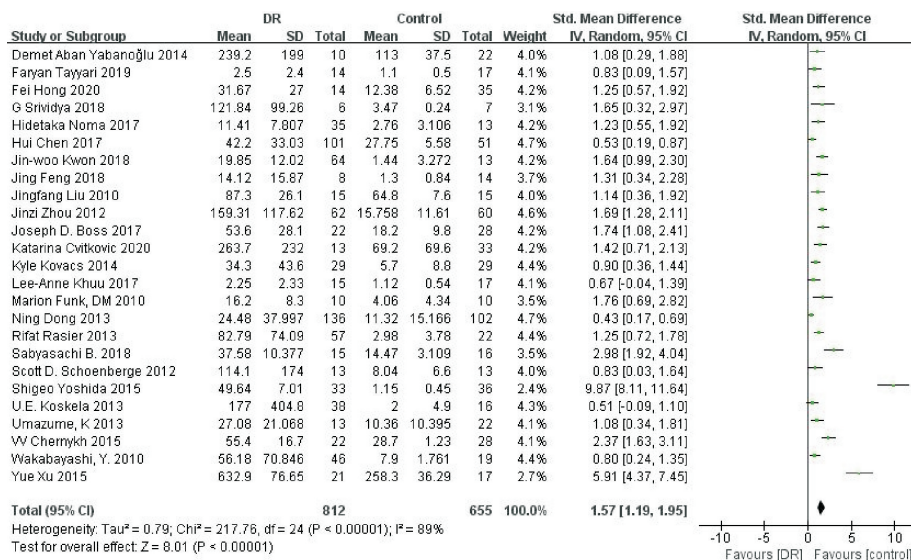 DR Control Std. Mean Difference Std. Mean Difference
Study or Subgroup Mean SD Total Mean SD Total Weight IV, Random, 95% CI IV, Random, 95% CI
Demet Aban Yabanoğlu 2014 239.2 199 10 113 37.5 22 4.0% 1.08 [0.29, 1.88]
Faryan Tayyari 2019 2.5 2.4 14 1.1 0.5 17 4.1% 0.83 [0.09, 1.57]
Fei Hong 2020 31.67 27 14 12.38 6.52 35 4.2% 1.25 [0.57, 1.92]
G Srividya 2018 121.84 99.26 6 3.47 0.24 7 2.9% 1.65 [0.32, 2.97]
Hidetaka Noma 2017 11.41 7.807 35 2.76 3.106 13 4.2% 1.23 [0.55, 1.92]
Hui Chen 2017 42.2 33.03 101 27.75 5.58 51 4.7% 0.53 [0.19, 0.87]
Jin-woo Kwon 2018 19.85 12.02 64 1.44 3.272 13 4.2% 1.64 [0.99, 2.30]
Jing Feng 2018 14.12 15.87 8 1.3 0.84 14 3.7% 1.31 [0.34, 2.28]
Jingfang Liu 2010 87.3 26.1 15 64.8 7.6 15 4.1% 1.14 [0.36, 1.92]
Jinzi Zhou 2012 159.31 117.62 62 15.758 11.61 60 4.6% 1.69 [1.28, 2.11]
Joseph D. Boss 2017 53.6 28.1 22 18.2 9.8 28 4.2% 1.74 [1.08, 2.41]
Katarina Cvitkovic 2020 263.7 232 13 69.2 69.6 33 4.2% 1.42 [0.71, 2.13]
Kyle Kovacs 2014 34.3 43.6 29 5.7 8.8 29 4.4% 0.90 [0.36, 1.44]
Lee-Anne Khuu 2017 2.25 2.33 15 1.12 0.54 17 4.2% 0.67 [-0.04, 1.39]
Marion Funk, DM 2010 16.2 8.3 10 4.06 4.34 10 3.5% 1.76 [0.69, 2.82]
Ning Dong 2013 24.48 37.997 136 11.32 15.166 102 4.7% 0.43 [0.17, 0.69]
Rifat Rasier 2013 82.79 74.09 57 2.98 3.78 22 4.4% 1.25 [0.72, 1.78]
Sabyasachi B. 2018 37.58 10.377 15 14.47 3.109 16 3.5% 2.98 [1.92, 4.04]
Scott D. Schoenberge 2012 114.1 174 13 8.04 6.6 13 4.0% 0.83 [0.03, 1.64]
Shigeo Yoshida 2015 49.64 7.01 33 1.15 0.45 36 2.4% 9.87 [8.11, 11.64]
U.E. Koskela 2013 177 404.8 38 2 4.9 16 4.3% 0.51 [-0.09, 1.10]
Umazume, K 2013 27.08 21.068 13 10.36 10.395 22 4.1% 1.08 [0.34, 1.81]
VV Chernykh 2015 55.4 16.7 22 28.7 1.23 28 4.1% 2.37 [1.63, 3.11]
Wakabayashi, Y. 2010 56.18 70.846 46 7.9 1.761 19 4.4% 0.80 [0.24, 1.35]
Yue Xu 2015 632.9 76.65 21 258.3 36.29 17 2.7% 5.91 [4.37, 7.45]
Total (95% CI) 812 655 100.0% 1.57 [1.19, 1.95]
Heterogeneity: Tau² = 0.79; Chi² = 217.76, df = 24 (P < 0.00001); I² = 89%
Test for overall effect: Z = 8.01 (P < 0.00001)
-10 -5 0 5 10
Favours [DR] Favours [control]